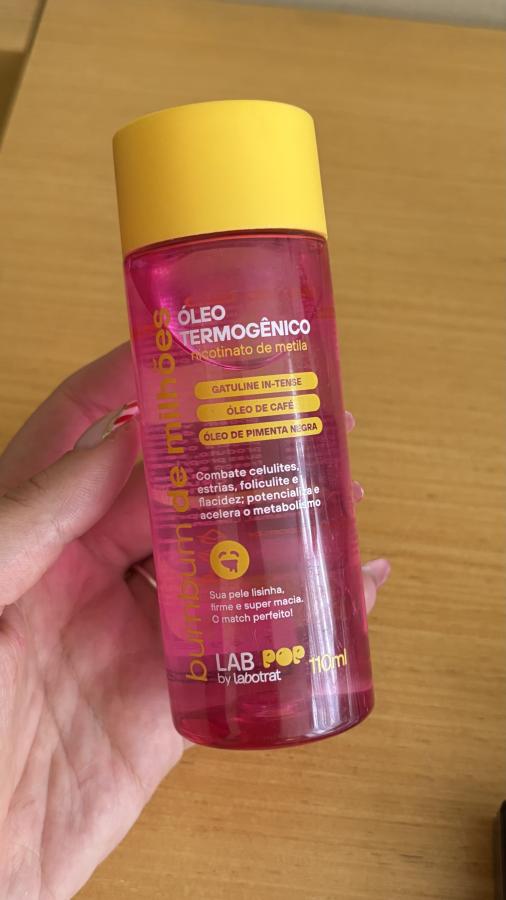 bumbum de milhões
ÓLEO
TERMOGÊNICO
nicotinato de metila
GATULINE IN-TENSE
ÓLEO DE CAFÉ
ÓLEO DE PIMENTA NEGRA
Combate celulites,
estrias, foliculite e
flacidez; potencializa e
acelera o metabolismo
Sua pele lisinha,
firme e super macia.
O match perfeito!
LAB POP 110ml
by labotrat